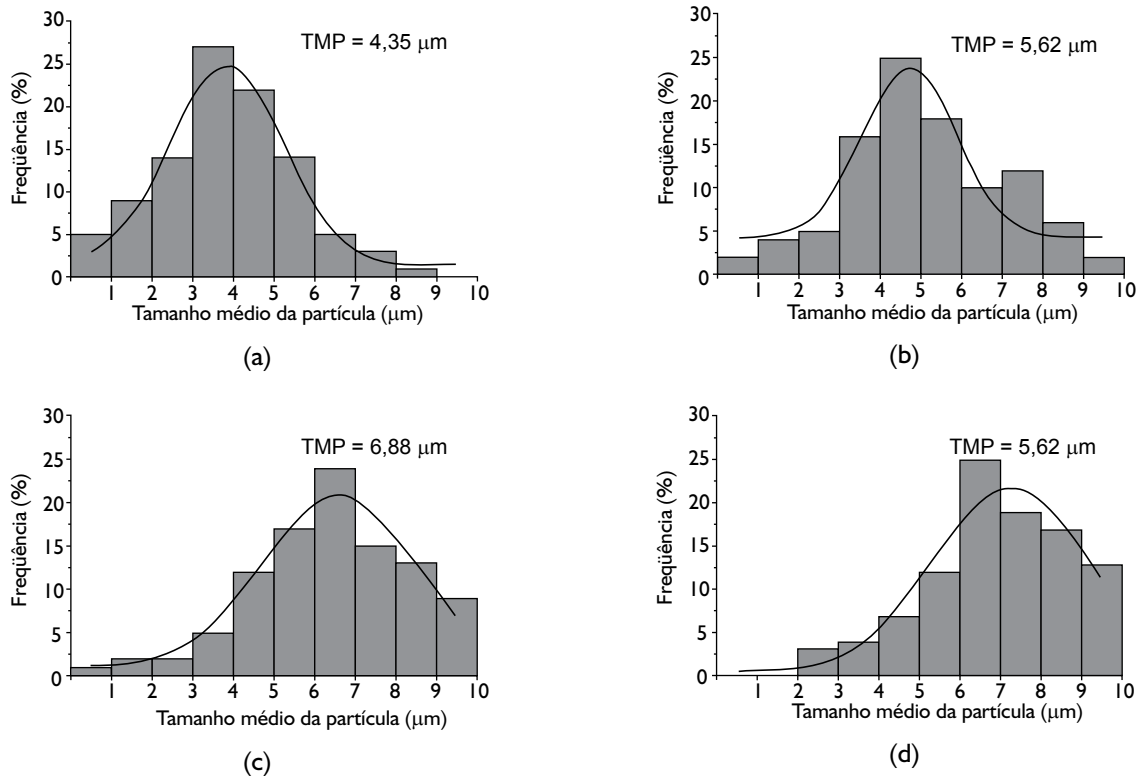 30
25
20
15
10
5
0
Freqüência (%)
TMP = 4,35 μm
1 2 3 4 5 6 7 8 9 10
Tamanho médio da partícula (μm)
(a)
30
25
20
15
10
5
0
Freqüência (%)
TMP = 5,62 μm
1 2 3 4 5 6 7 8 9 10
Tamanho médio da partícula (μm)
(b)
30
25
20
15
10
5
0
Freqüência (%)
TMP = 6,88 μm
1 2 3 4 5 6 7 8 9 10
Tamanho médio da partícula (μm)
(c)
30
25
20
15
10
5
0
Freqüência (%)
TMP = 5,62 μm
1 2 3 4 5 6 7 8 9 10
Tamanho médio da partícula (μm)
(d)